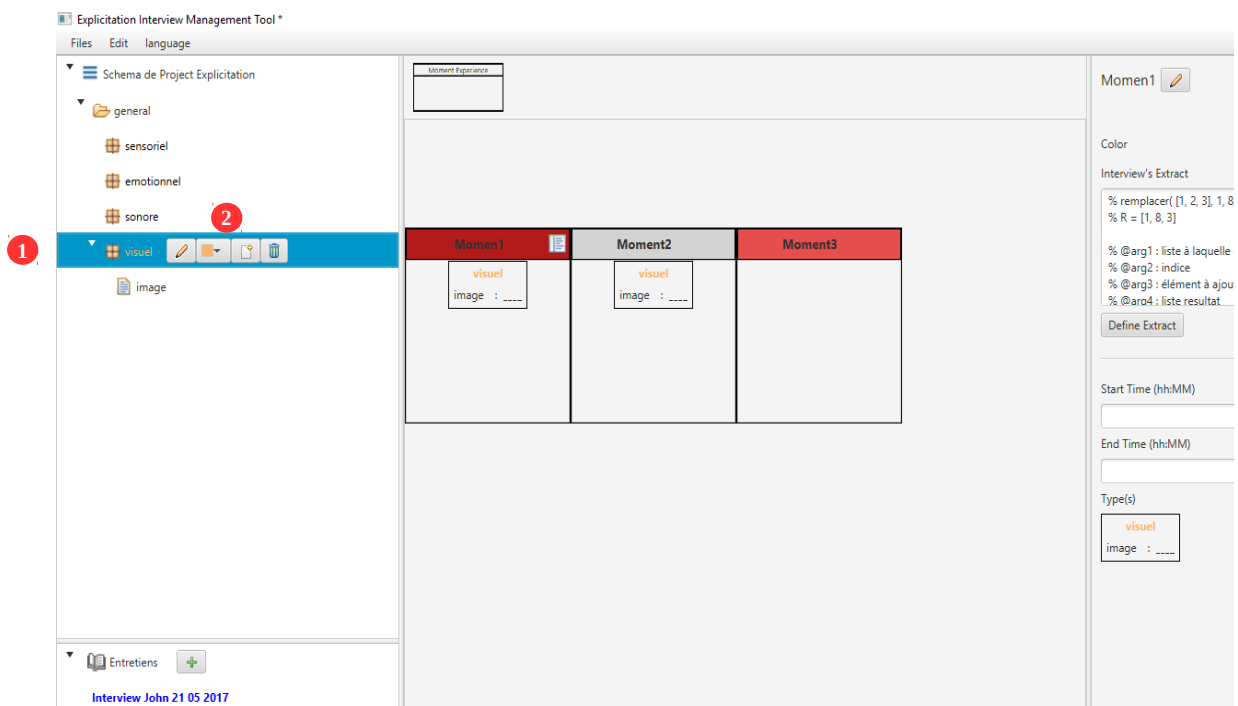 Explicitation Interview Management Tool *
Files Edit language
Schema de Project Explicitation
general
sensoriel
emotionnel
sonore
2
1
visuel
image
Entretiens
Interview John 21 05 2017
Moment Experience
Momen1 Moment2 Moment3
visuel visuel
image : ____ image : ____
Momen1
Color
Interview's Extract
% remplacer( [1, 2, 3], 1, 8
% R = [1, 8, 3]
% @arg1 : liste à laquelle
% @arg2 : indice
% @arg3 : élément à ajou
% @arg4 : liste resultat
Define Extract
Start Time (hh:MM)
End Time (hh:MM)
Type(s)
visuel
image : ____